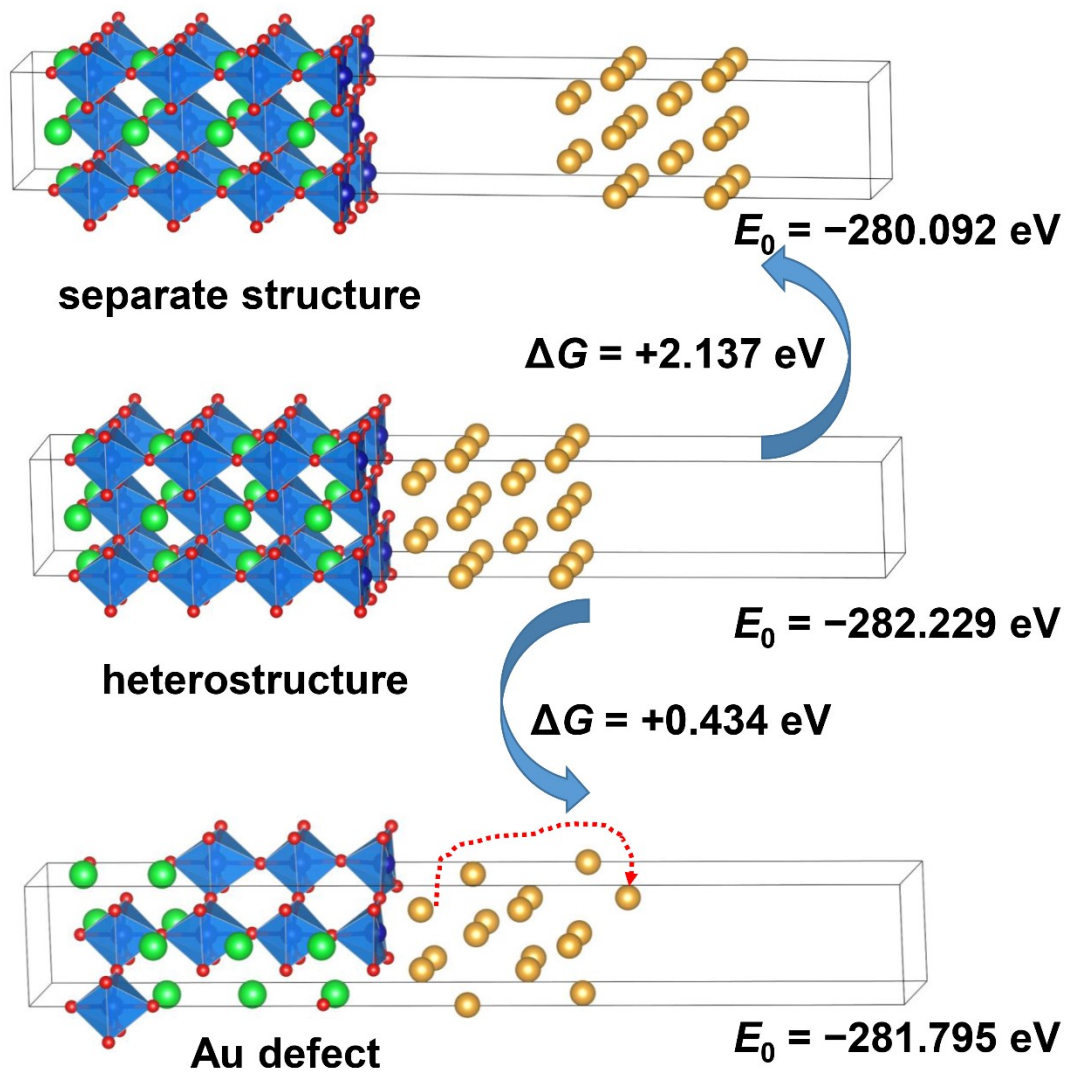 E₀ = −280.092 eV
separate structure
ΔG = +2.137 eV
E₀ = −282.229 eV
heterostructure
ΔG = +0.434 eV
E₀ = −281.795 eV
Au defect